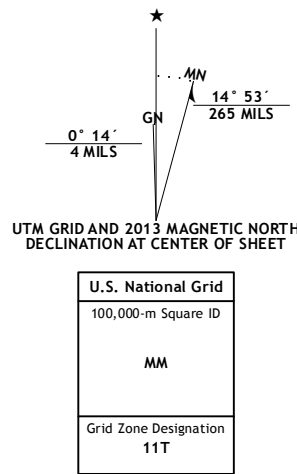 ★
MN
GN
14° 53´
265 MILS
0° 14´
4 MILS
UTM GRID AND 2013 MAGNETIC NORTH
DECLINATION AT CENTER OF SHEET
U.S. National Grid
100,000-m Square ID
MM
Grid Zone Designation
11T